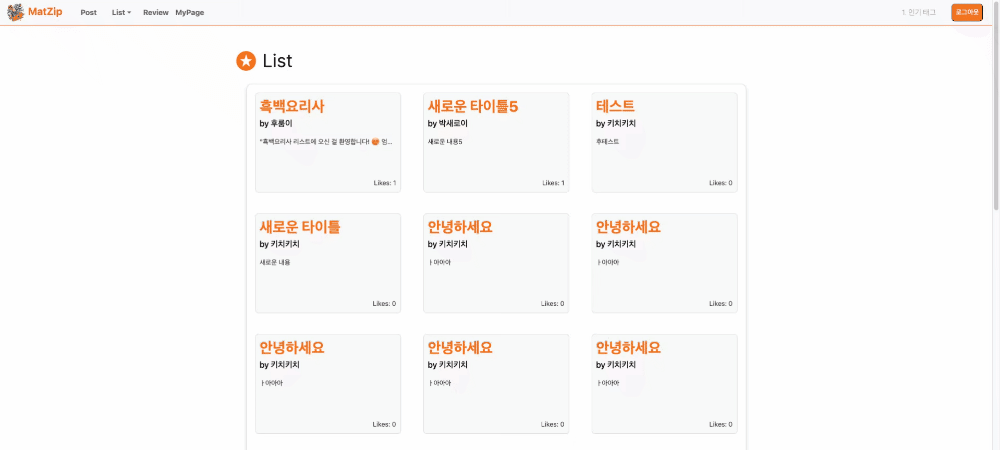 MatZip
Post List Review MyPage
1. 인기 태그
로그아웃
List
흑백요리사
by 후룸이
"흑백요리사 리스트에 오신 걸 환영합니다! 🥘 엄...
Likes: 1
새로운 타이틀5
by 박새로이
새로운 내용5
Likes: 1
테스트
by 키치키치
후테스트
Likes: 0
새로운 타이틀
by 키치키치
새로운 내용
Likes: 0
안녕하세요
by 키치키치
ㅏ아아아
Likes: 0
안녕하세요
by 키치키치
ㅏ아아아
Likes: 0
안녕하세요
by 키치키치
ㅏ아아아
Likes: 0
안녕하세요
by 키치키치
ㅏ아아아
Likes: 0
안녕하세요
by 키치키치
ㅏ아아아
Likes: 0